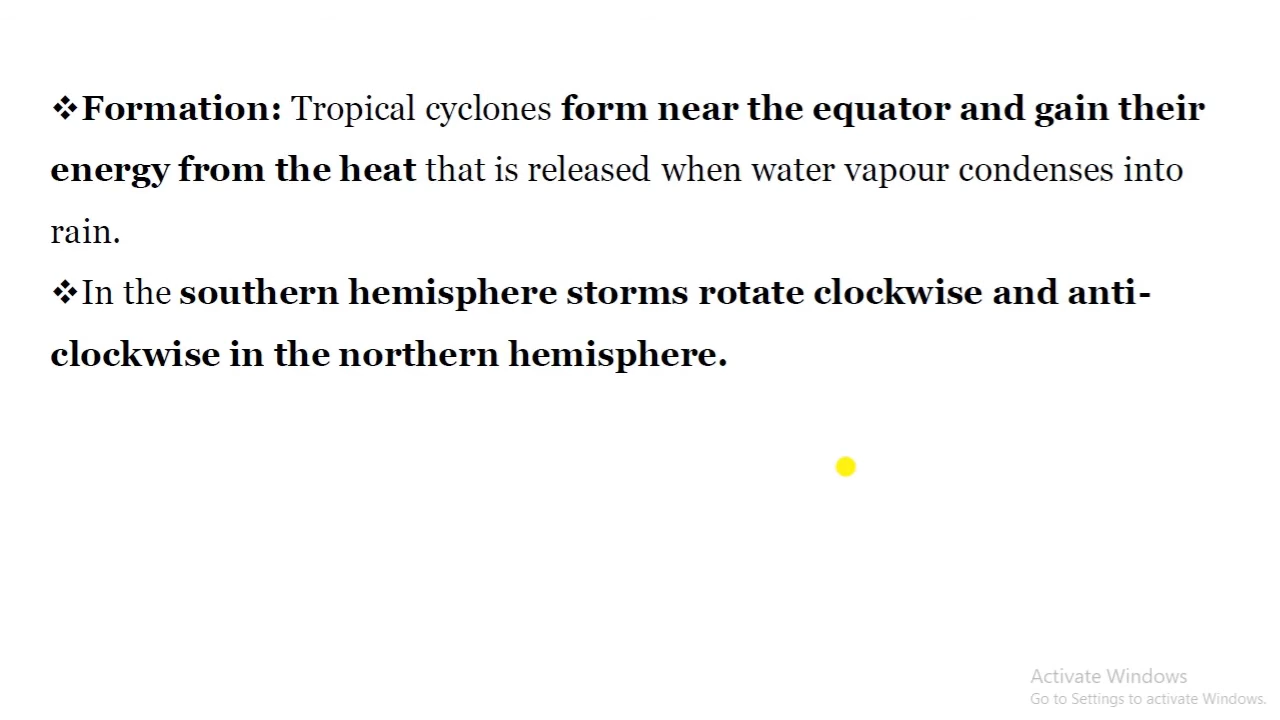 ❖Formation: Tropical cyclones form near the equator and gain their
energy from the heat that is released when water vapour condenses into
rain.
❖In the southern hemisphere storms rotate clockwise and anti-
clockwise in the northern hemisphere.
Activate Windows
Go to Settings to activate Windows.